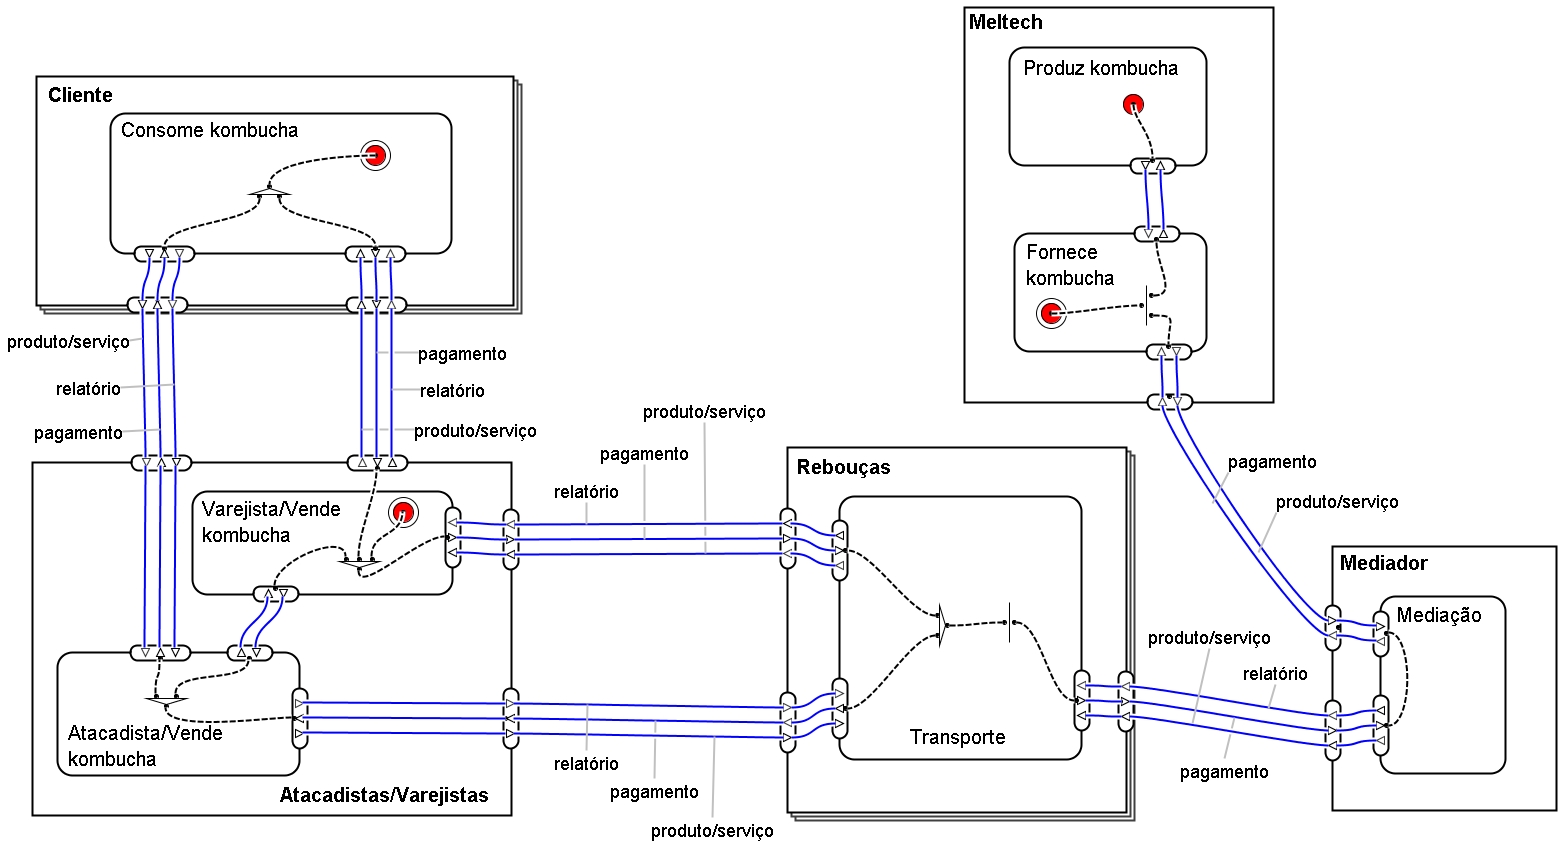 Meltech
Produz kombucha
Fornece
kombucha
Cliente
Consome kombucha
produto/serviço
relatório
pagamento
pagamento
relatório
produto/serviço
Varejista/Vende
kombucha
Atacadista/Vende
kombucha
Atacadistas/Varejistas
produto/serviço
pagamento
relatório
relatório
pagamento
produto/serviço
Rebouças
Transporte
pagamento
produto/serviço
produto/serviço
relatório
pagamento
Mediador
Mediação